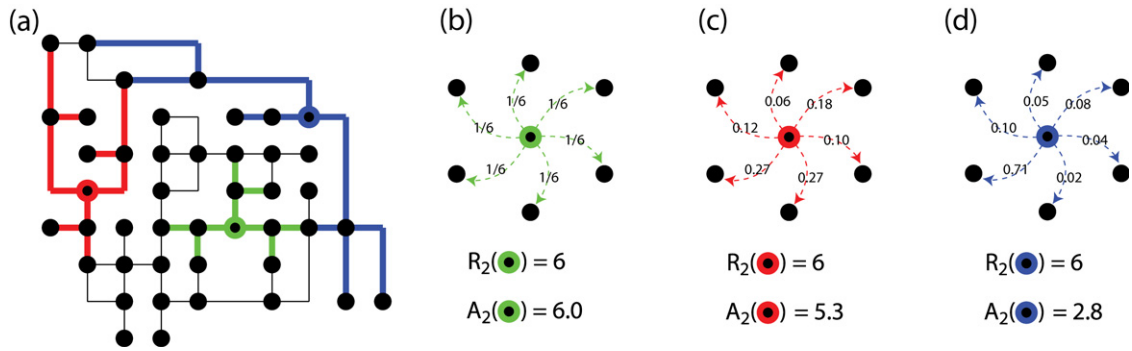 (a)
(b)
1/6
1/6
1/6
1/6
1/6
1/6
R2(●) = 6
A2(●) = 6.0
(c)
0.06
0.18
0.12
0.10
0.27
0.27
R2(●) = 6
A2(●) = 5.3
(d)
0.05
0.08
0.10
0.04
0.71
0.02
R2(●) = 6
A2(●) = 2.8